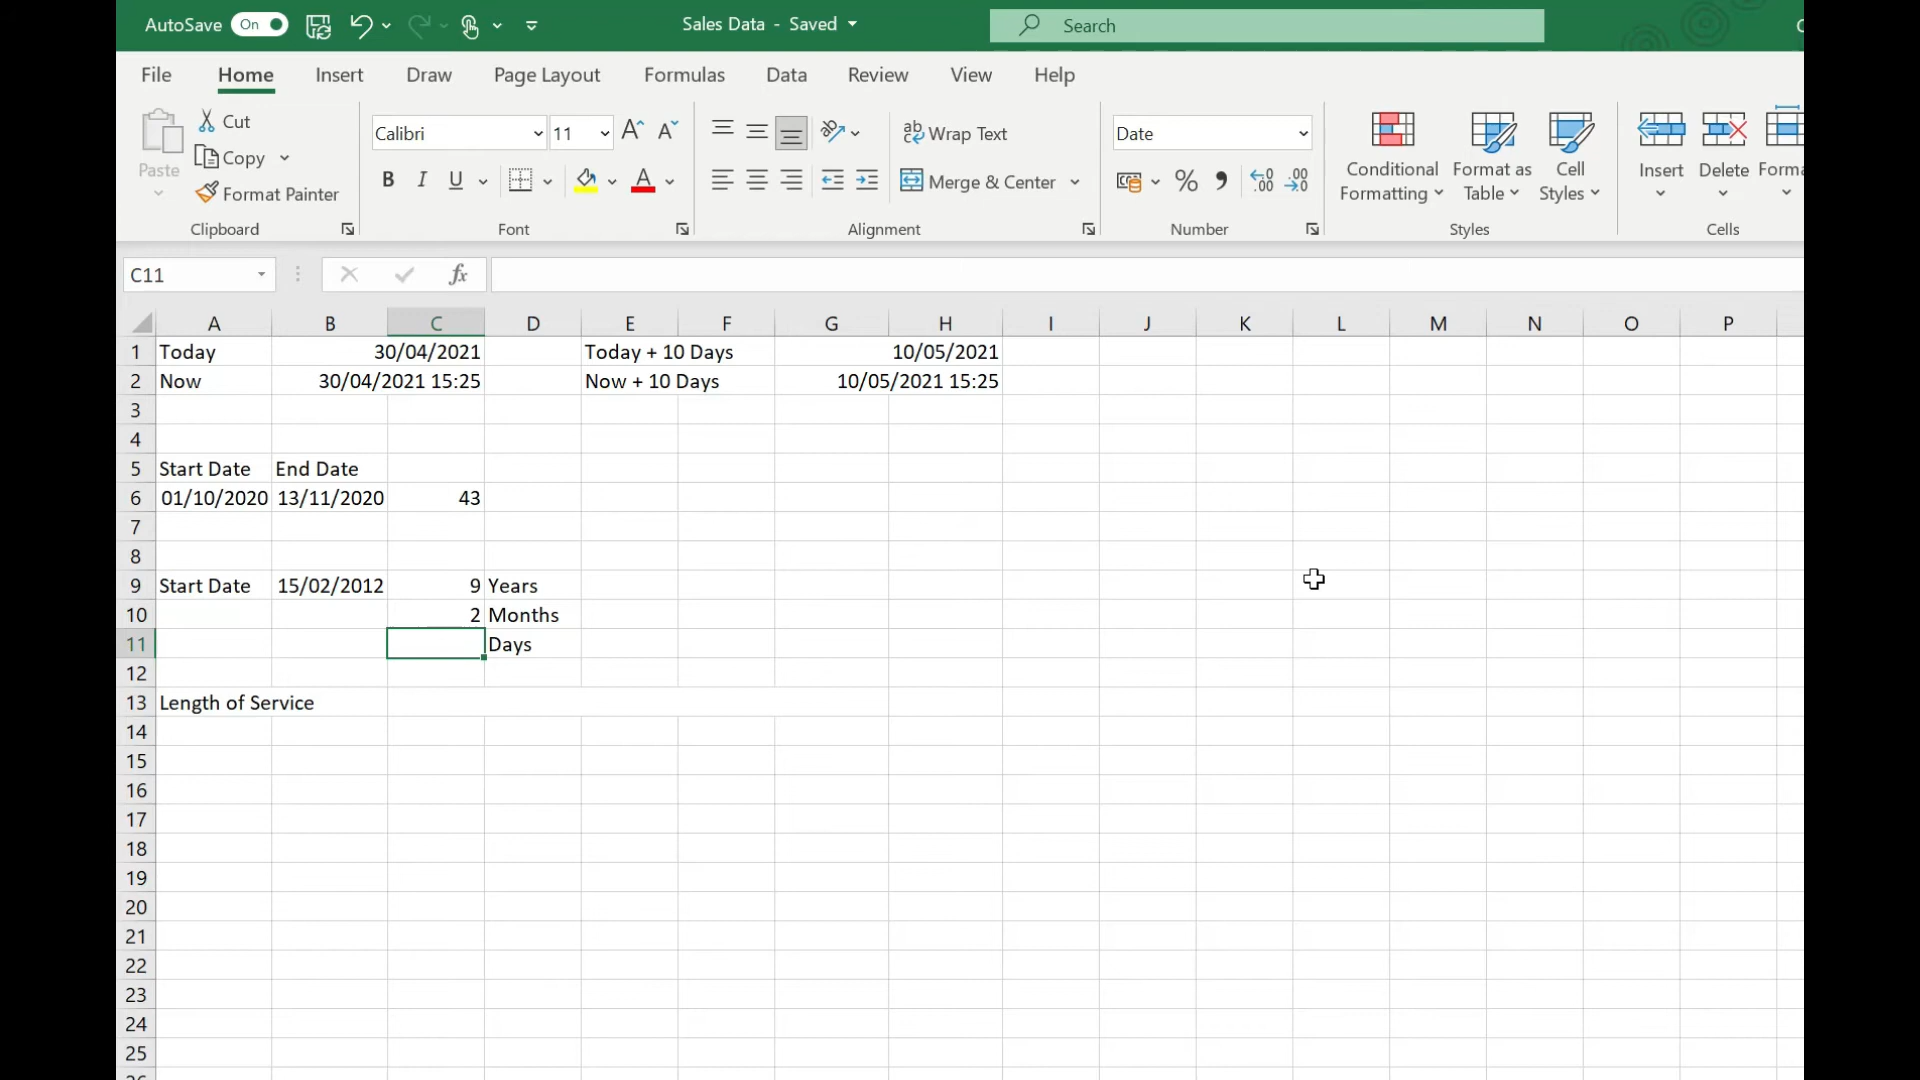 AutoSave On Sales Data - Saved Search
File Home Insert Draw Page Layout Formulas Data Review View Help
Paste Cut Copy Format Painter Clipboard
Calibri 11 A A B I U A Font
ab Wrap Text Merge & Center Alignment
Date % 9 .00 .00 Number
Conditional Formatting Format as Table Cell Styles Styles
Insert Delete Forma Cells
C11 fx
A B C D E F G H I J K L M N O P
1 Today 30/04/2021 Today + 10 Days 10/05/2021
2 Now 30/04/2021 15:25 Now + 10 Days 10/05/2021 15:25
3
4
5 Start Date End Date
6 01/10/2020 13/11/2020 43
7
8
9 Start Date 15/02/2012 9 Years
10 2 Months
11 Days
12
13 Length of Service
14
15
16
17
18
19
20
21
22
23
24
25